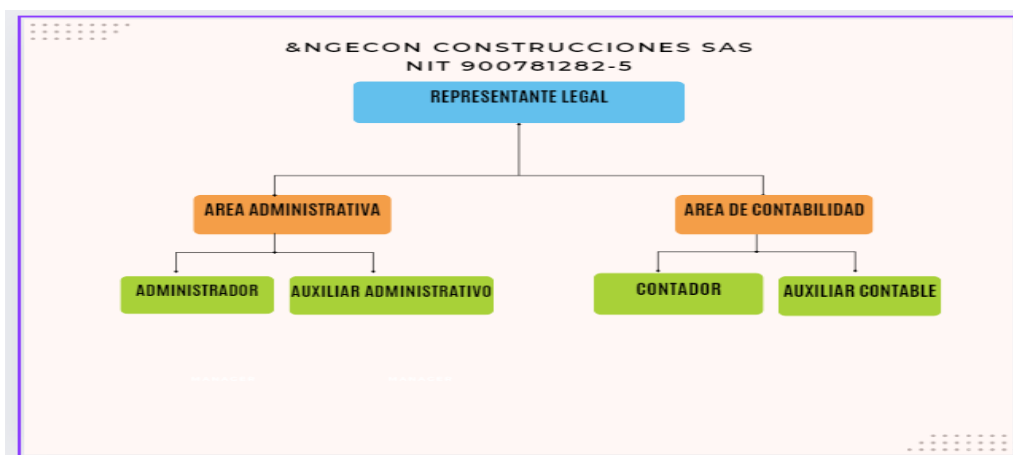 &NGECON CONSTRUCCIONES SAS
NIT 900781282-5
REPRESENTANTE LEGAL
AREA ADMINISTRATIVA
AREA DE CONTABILIDAD
ADMINISTRADOR
AUXILIAR ADMINISTRATIVO
CONTADOR
AUXILIAR CONTABLE